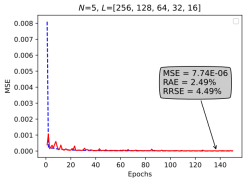 N=5, L=[256, 128, 64, 32, 16]
0.008
0.007
0.006
0.005
0.004
0.003
0.002
0.001
0.000
MSE
MSE = 7.74E-06
RAE = 2.49%
RRSE = 4.49%
0 20 40 60 80 100 120 140
Epochs